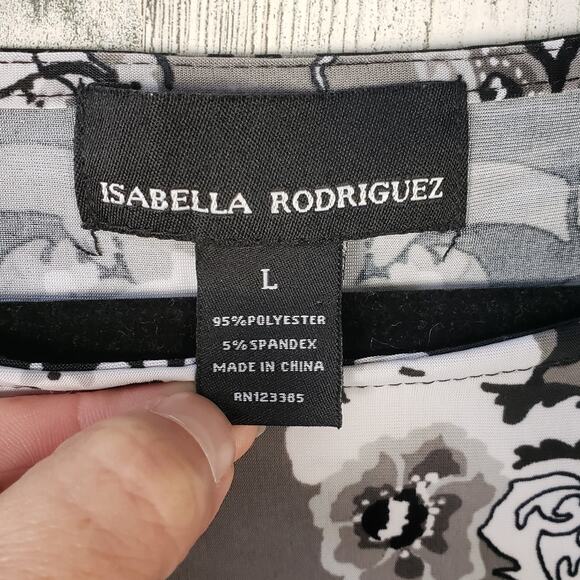 ISABELLA RODRIGUEZ
L
95%POLYESTER
5%SPANDEX
MADE IN CHINA
RN123385